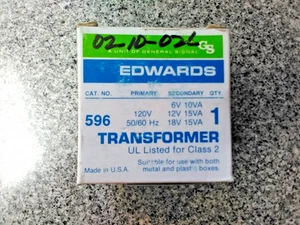 02-10-026
A UNIT OF GENERAL SIGNAL GS
EDWARDS
CAT. NO. PRIMARY SECONDARY QTY
6V 10VA
596 120V 12V 15VA 1
50/60 Hz 18V 15VA
TRANSFORMER
UL Listed for Class 2
Suitable for use with both
Made in U.S.A. metal and plastic boxes.